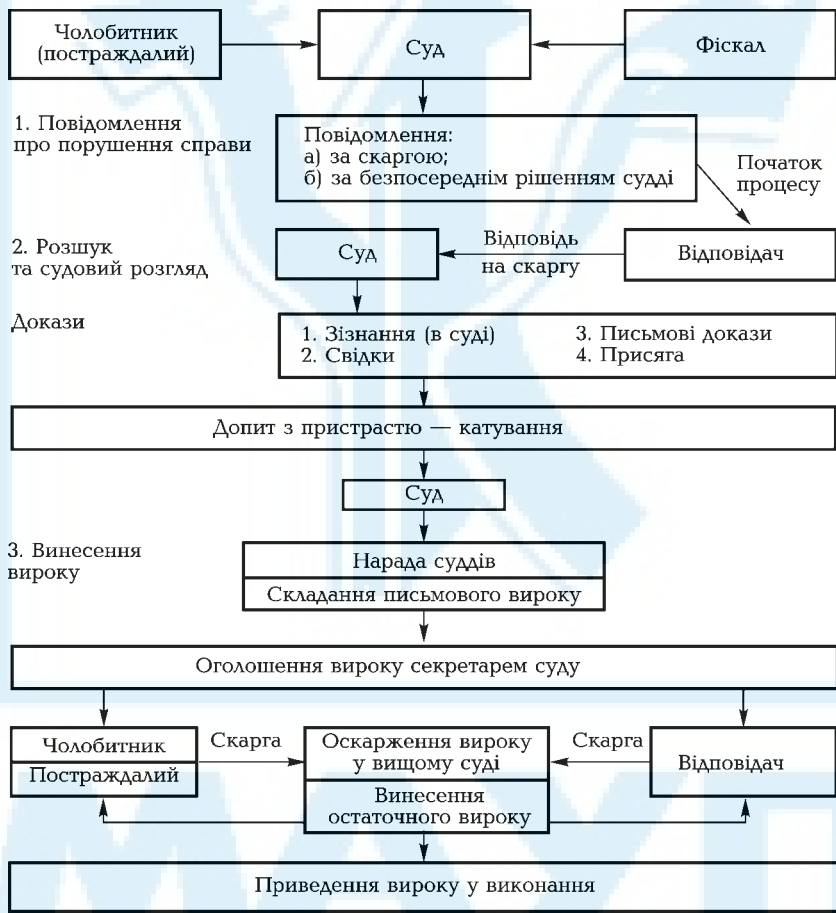 Чолобитник
(постраждалий)
Суд
Фіскал
1. Повідомлення
про порушення справи
Повідомлення:
а) за скаргою;
б) за безпосереднім рішенням судді
Початок
процесу
2. Розшук
та судовий розгляд
Суд
Відповідь
на скаргу
Відповідач
Докази
1. Зізнання (в суді)
2. Свідки
3. Письмові докази
4. Присяга
Допит з пристрастю — катування
Суд
3. Винесення
вироку
Нарада суддів
Складання письмового вироку
Оголошення вироку секретарем суду
Чолобитник
Постраждалий
Скарга
Оскарження вироку
у вищому суді
Винесення
остаточного вироку
Скарга
Відповідач
Приведення вироку у виконання
МАУП